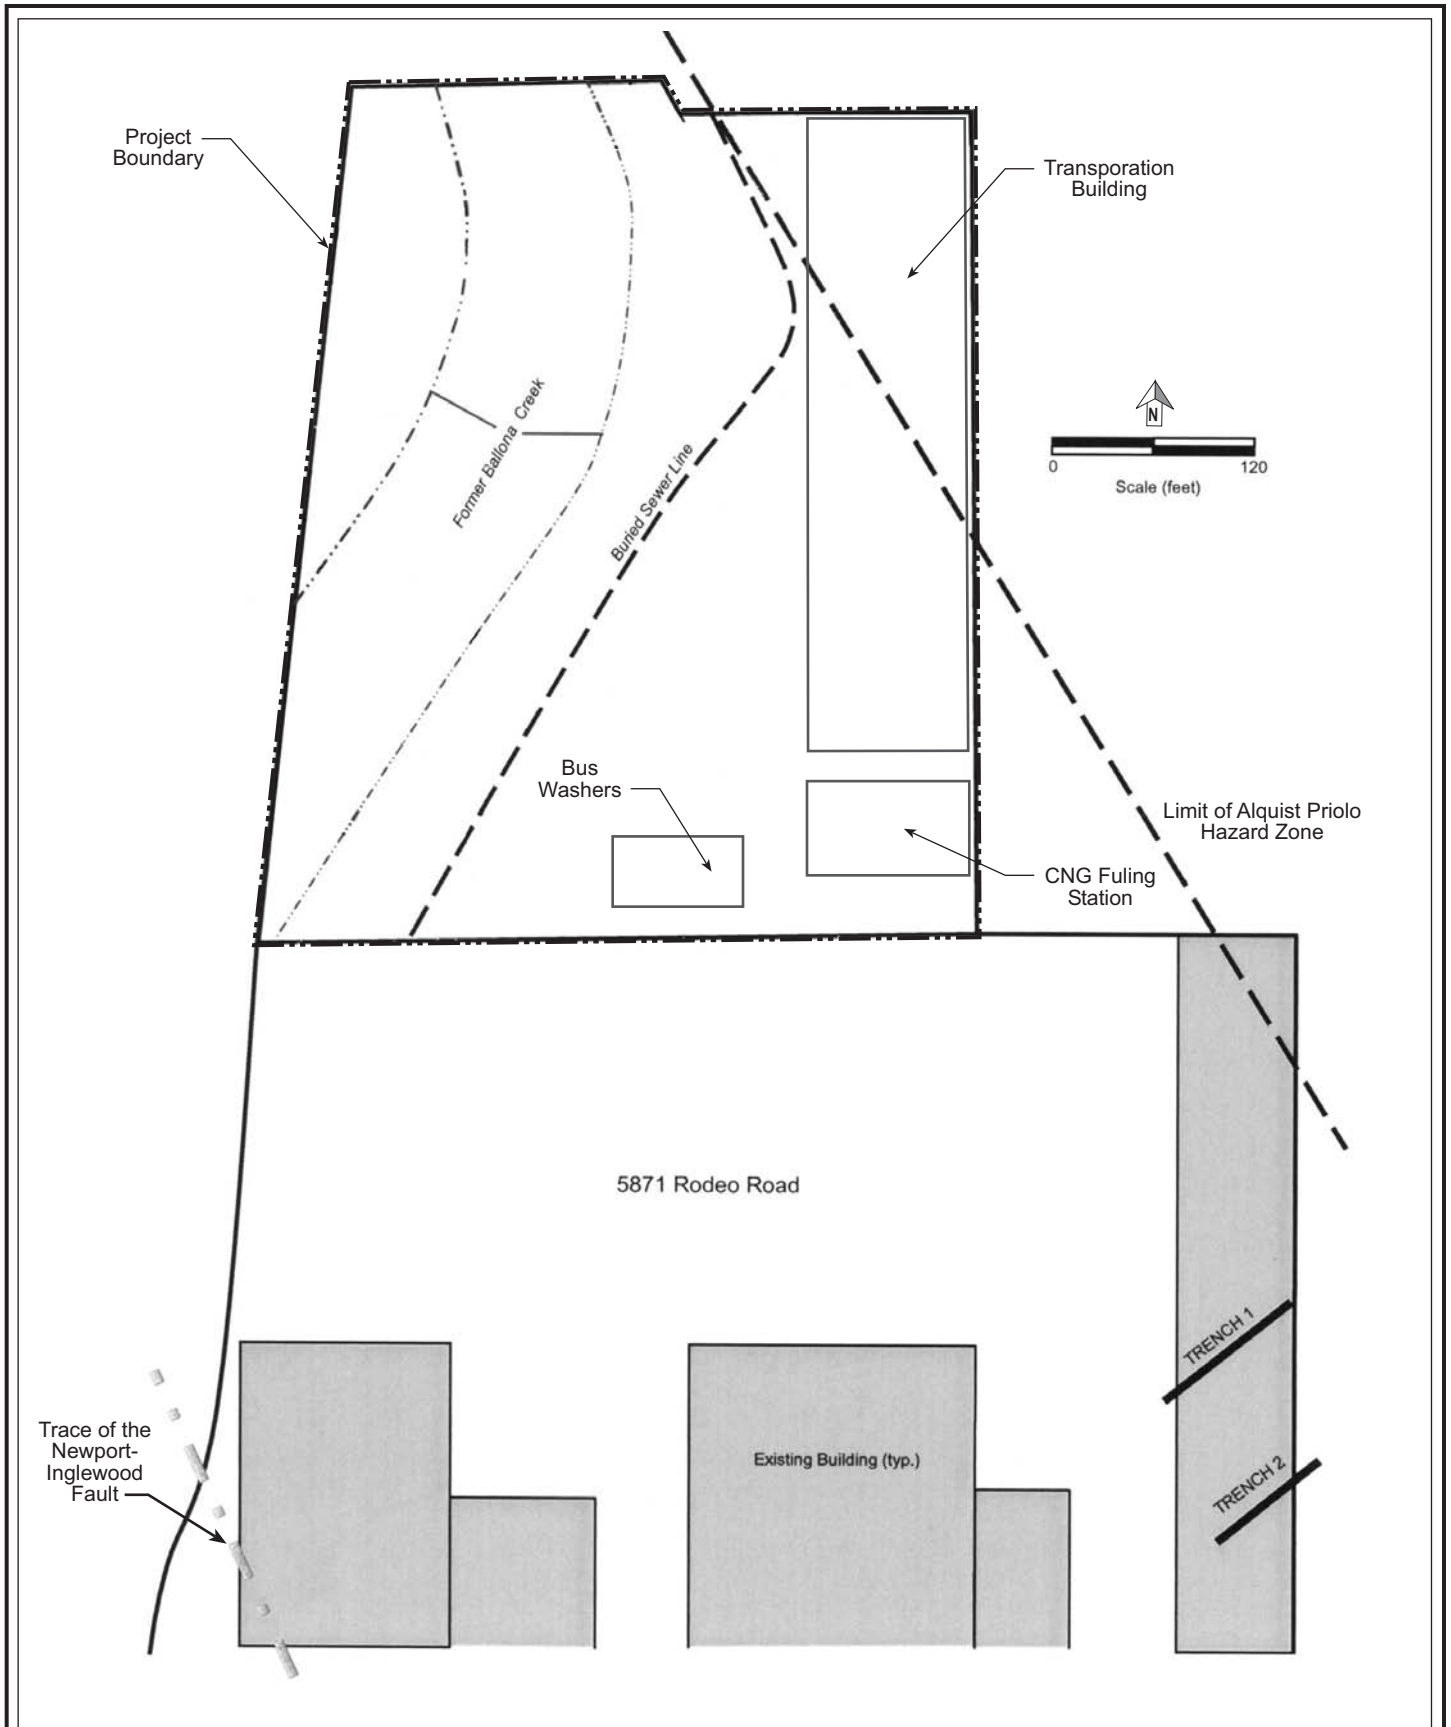 Project
Boundary
Transporation
Building
N
0
120
Scale (feet)
Former Ballona Creek
Buried Sewer Line
Bus
Washers
Limit of Alquist Priolo
Hazard Zone
CNG Fuling
Station
5871 Rodeo Road
TRENCH 1
Trace of the
Newport-
Inglewood
Fault
Existing Building (typ.)
TRENCH 2